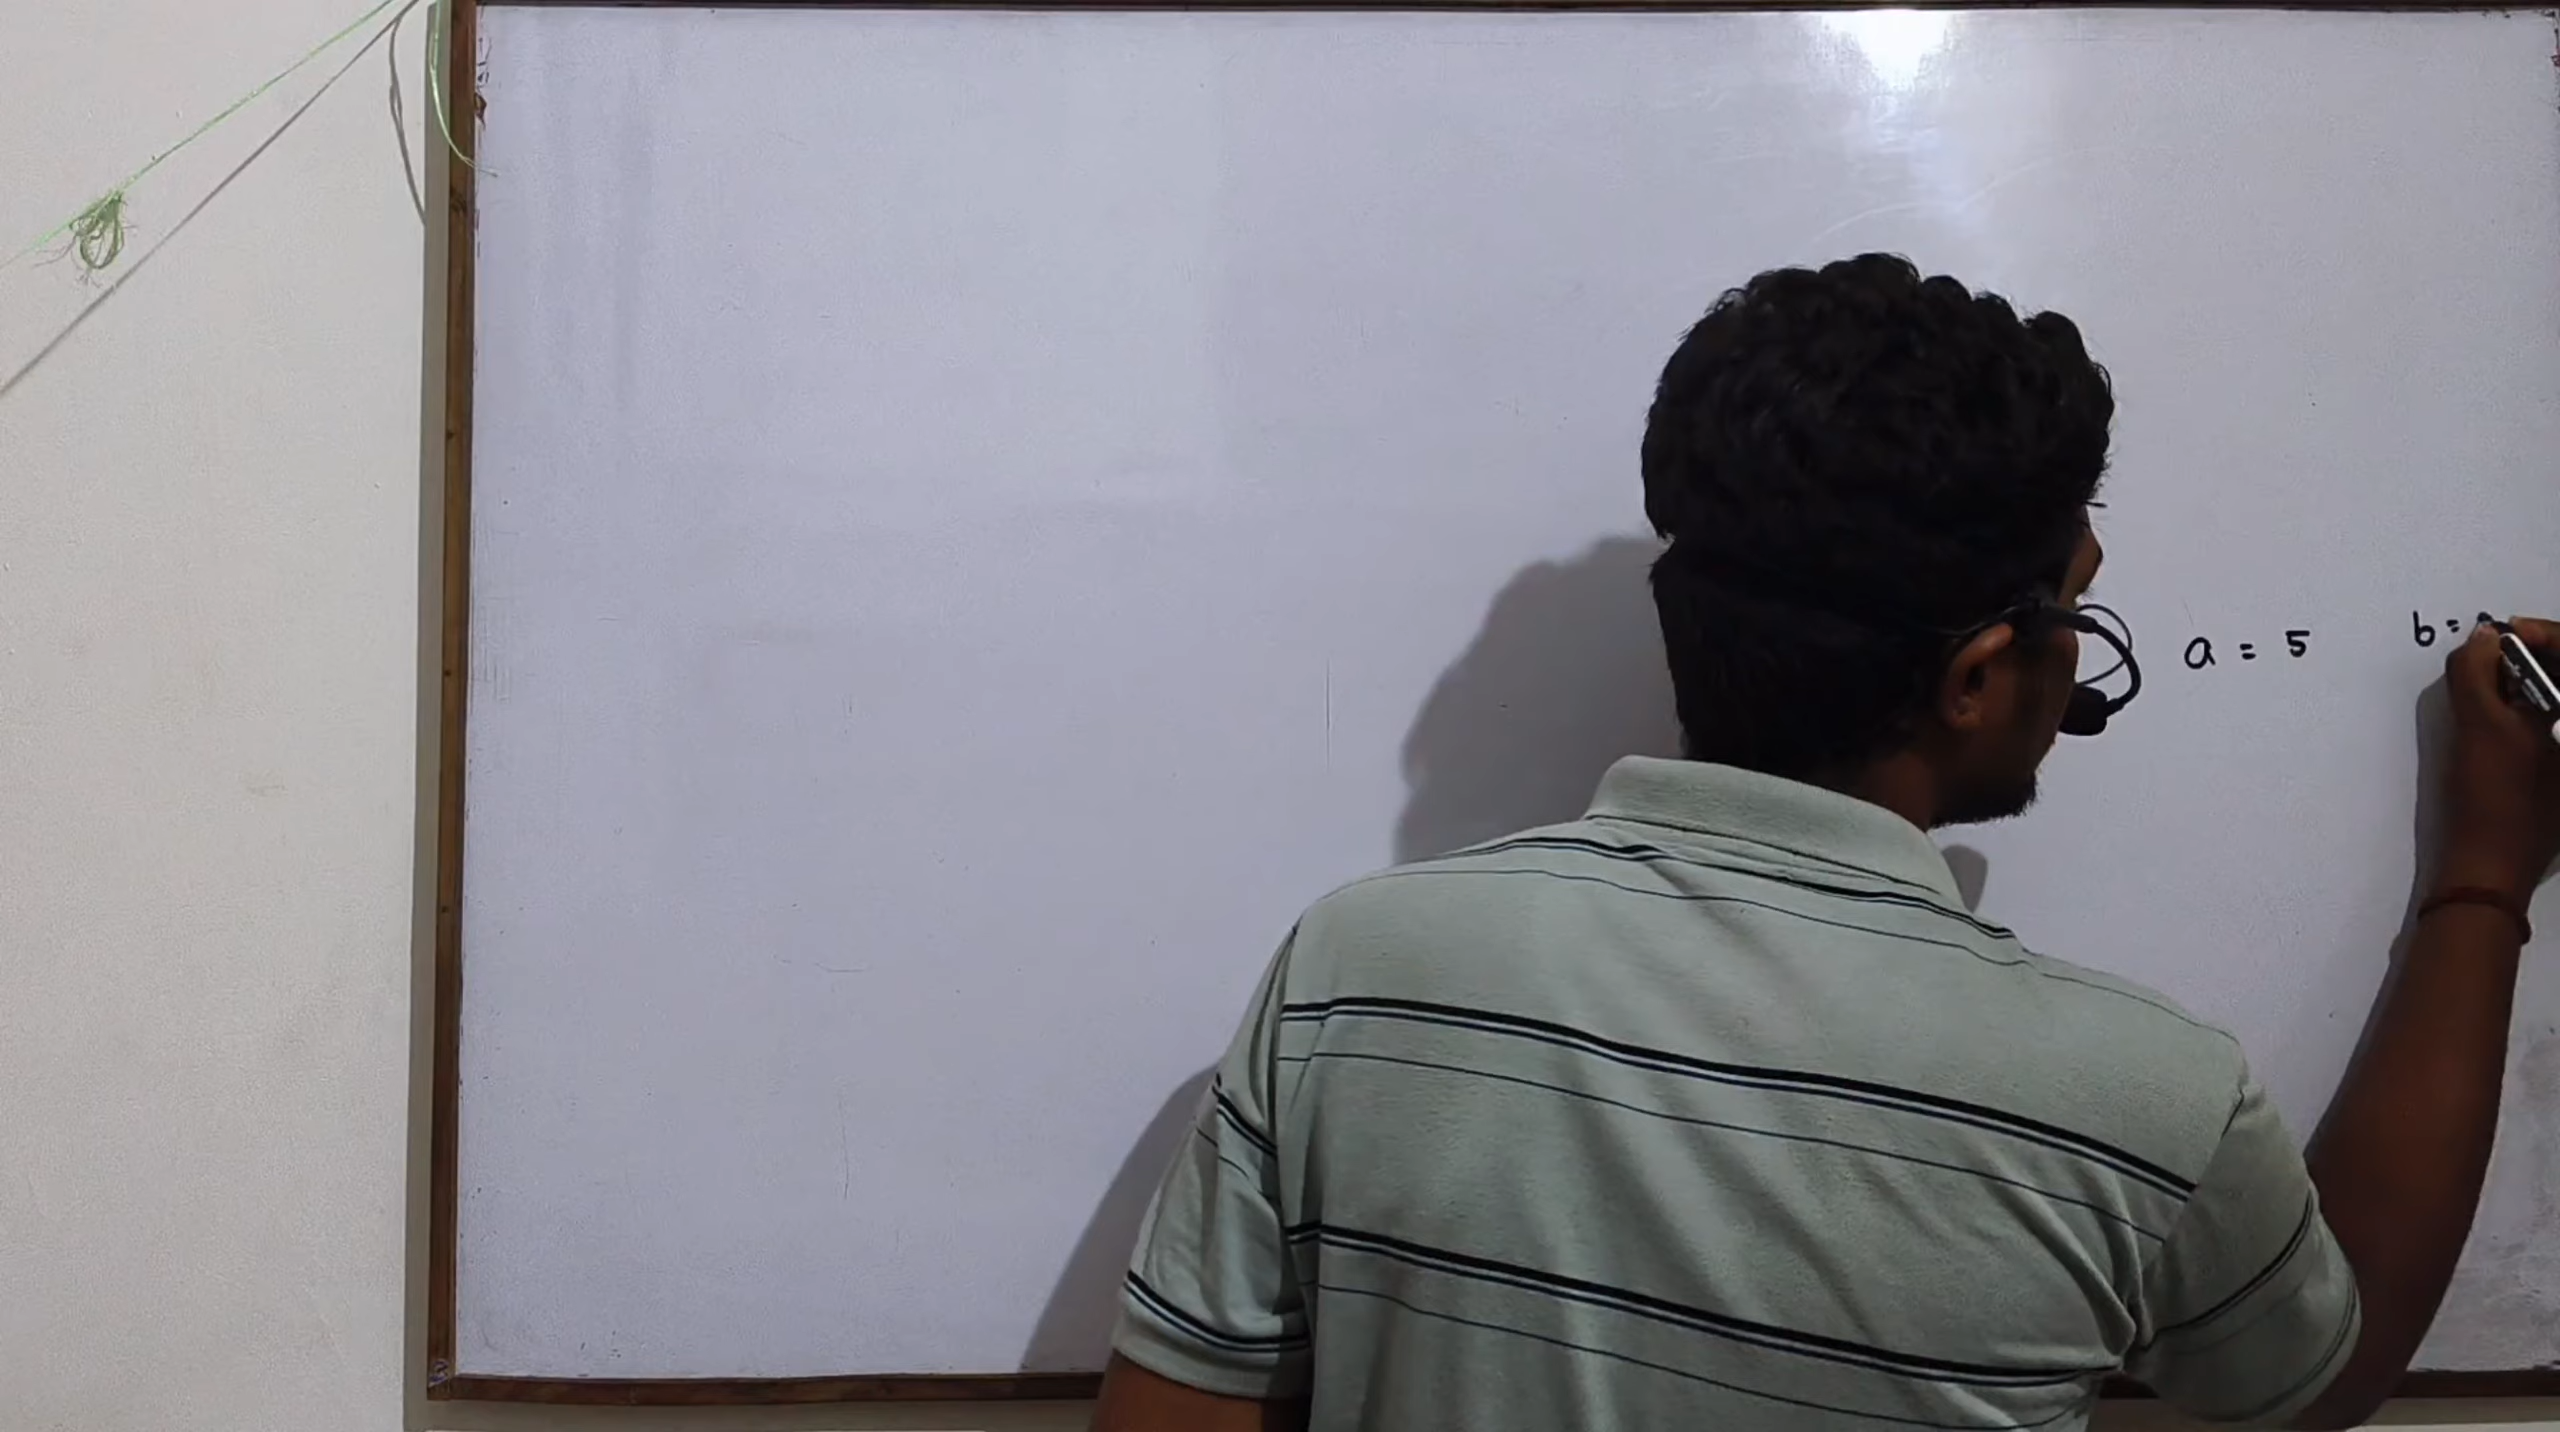 a = 5 b =